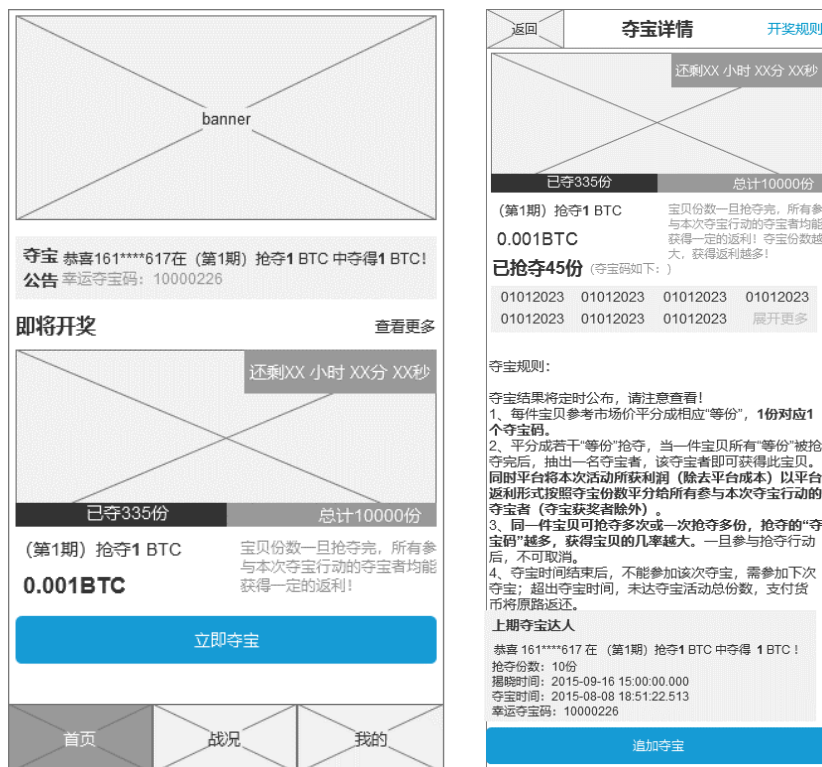 banner
夺宝 恭喜161****617在（第1期）抢夺1 BTC 中夺得1 BTC！
公告 幸运夺宝码：10000226
即将开奖 查看更多
还剩XX 小时 XX分 XX秒
已夺335份 总计10000份
（第1期）抢夺1 BTC
0.001BTC
宝贝份数一旦抢夺完，所有参
与本次夺宝行动的夺宝者均能
获得一定的返利！
立即夺宝
首页 战况 我的
返回 夺宝详情 开奖规则
还剩XX 小时 XX分 XX秒
已夺335份 总计10000份
（第1期）抢夺1 BTC
0.001BTC
宝贝份数一旦抢夺完，所有参
与本次夺宝行动的夺宝者均能
获得一定的返利！夺宝份数越
大，获得返利越多！
已抢夺45份（夺宝码如下：）
01012023 01012023 01012023 01012023
01012023 01012023 01012023 展开更多
夺宝规则：
夺宝结果将定时公布，请注意查看！
1、每件宝贝参考市场价平分成相应“等份”，1份对应1
个夺宝码。
2、平分成若干“等份”抢夺，当一件宝贝所有“等份”被抢
夺完后，抽出一名夺宝者，该夺宝者即可获得此宝贝。
同时平台将本次活动所获利润（除去平台成本）以平台
返利形式按照夺宝份数平分给所有参与本次夺宝行动的
夺宝者（夺宝获奖者除外）。
3、同一件宝贝可抢夺多次或一次抢夺多份，抢夺的“夺
宝码”越多，获得宝贝的几率越大。一旦参与抢夺行动
后，不可取消。
4、夺宝时间结束后，不能参加该次夺宝，需参加下次
夺宝；超出夺宝时间，未达夺宝活动总份数，支付货
币将原路返还。
上期夺宝达人
恭喜 161****617 在 （第1期）抢夺1 BTC 中夺得 1 BTC！
抢夺份数：10份
揭晓时间：2015-09-16 15:00:00.000
夺宝时间：2015-08-08 18:51:22.513
幸运夺宝码：10000226
追加夺宝